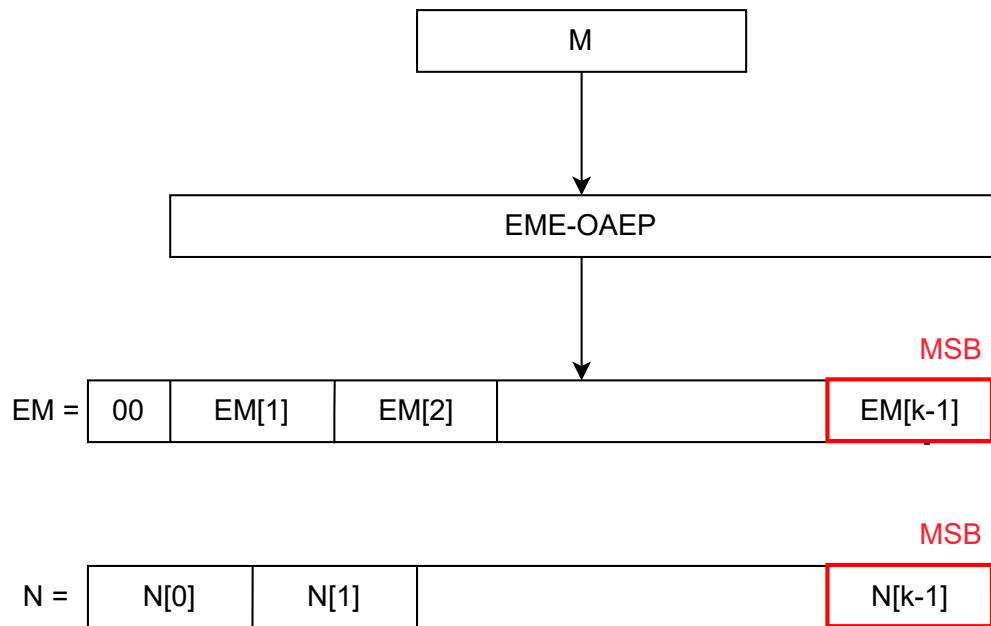 M
EME-OAEP
MSB
EM = 00 EM[1] EM[2] EM[k-1]
MSB
N = N[0] N[1] N[k-1]